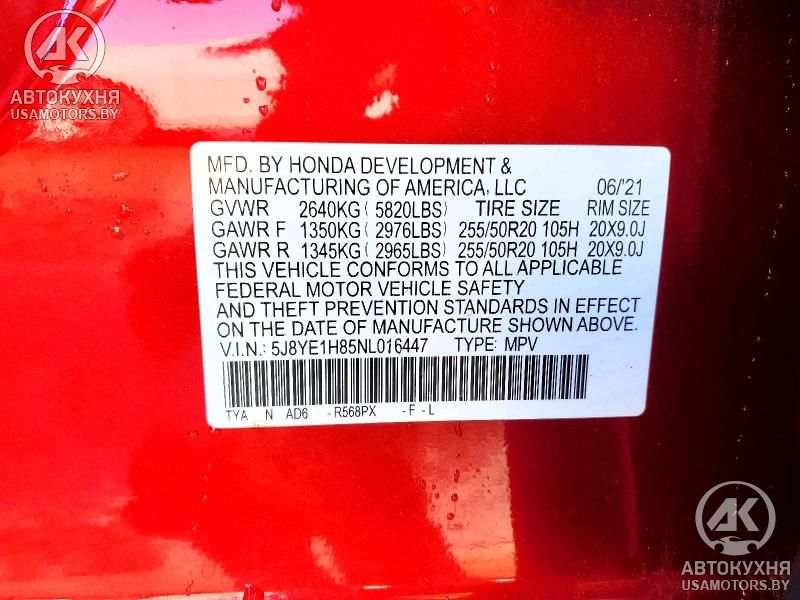 AK
АВТОКУХНЯ
USAMOTORS.BY
MFD. BY HONDA DEVELOPMENT &
MANUFACTURING OF AMERICA, LLC 06/'21
GVWR 2640KG ( 5820LBS) TIRE SIZE RIM SIZE
GAWR F 1350KG ( 2976LBS) 255/50R20 105H 20X9.0J
GAWR R 1345KG ( 2965LBS) 255/50R20 105H 20X9.0J
THIS VEHICLE CONFORMS TO ALL APPLICABLE
FEDERAL MOTOR VEHICLE SAFETY
AND THEFT PREVENTION STANDARDS IN EFFECT
ON THE DATE OF MANUFACTURE SHOWN ABOVE.
V.I.N.: 5J8YE1H85NL016447 TYPE: MPV
TYA N AD6 -R568PX -F-L
AK
АВТОКУХНЯ
USAMOTORS.BY